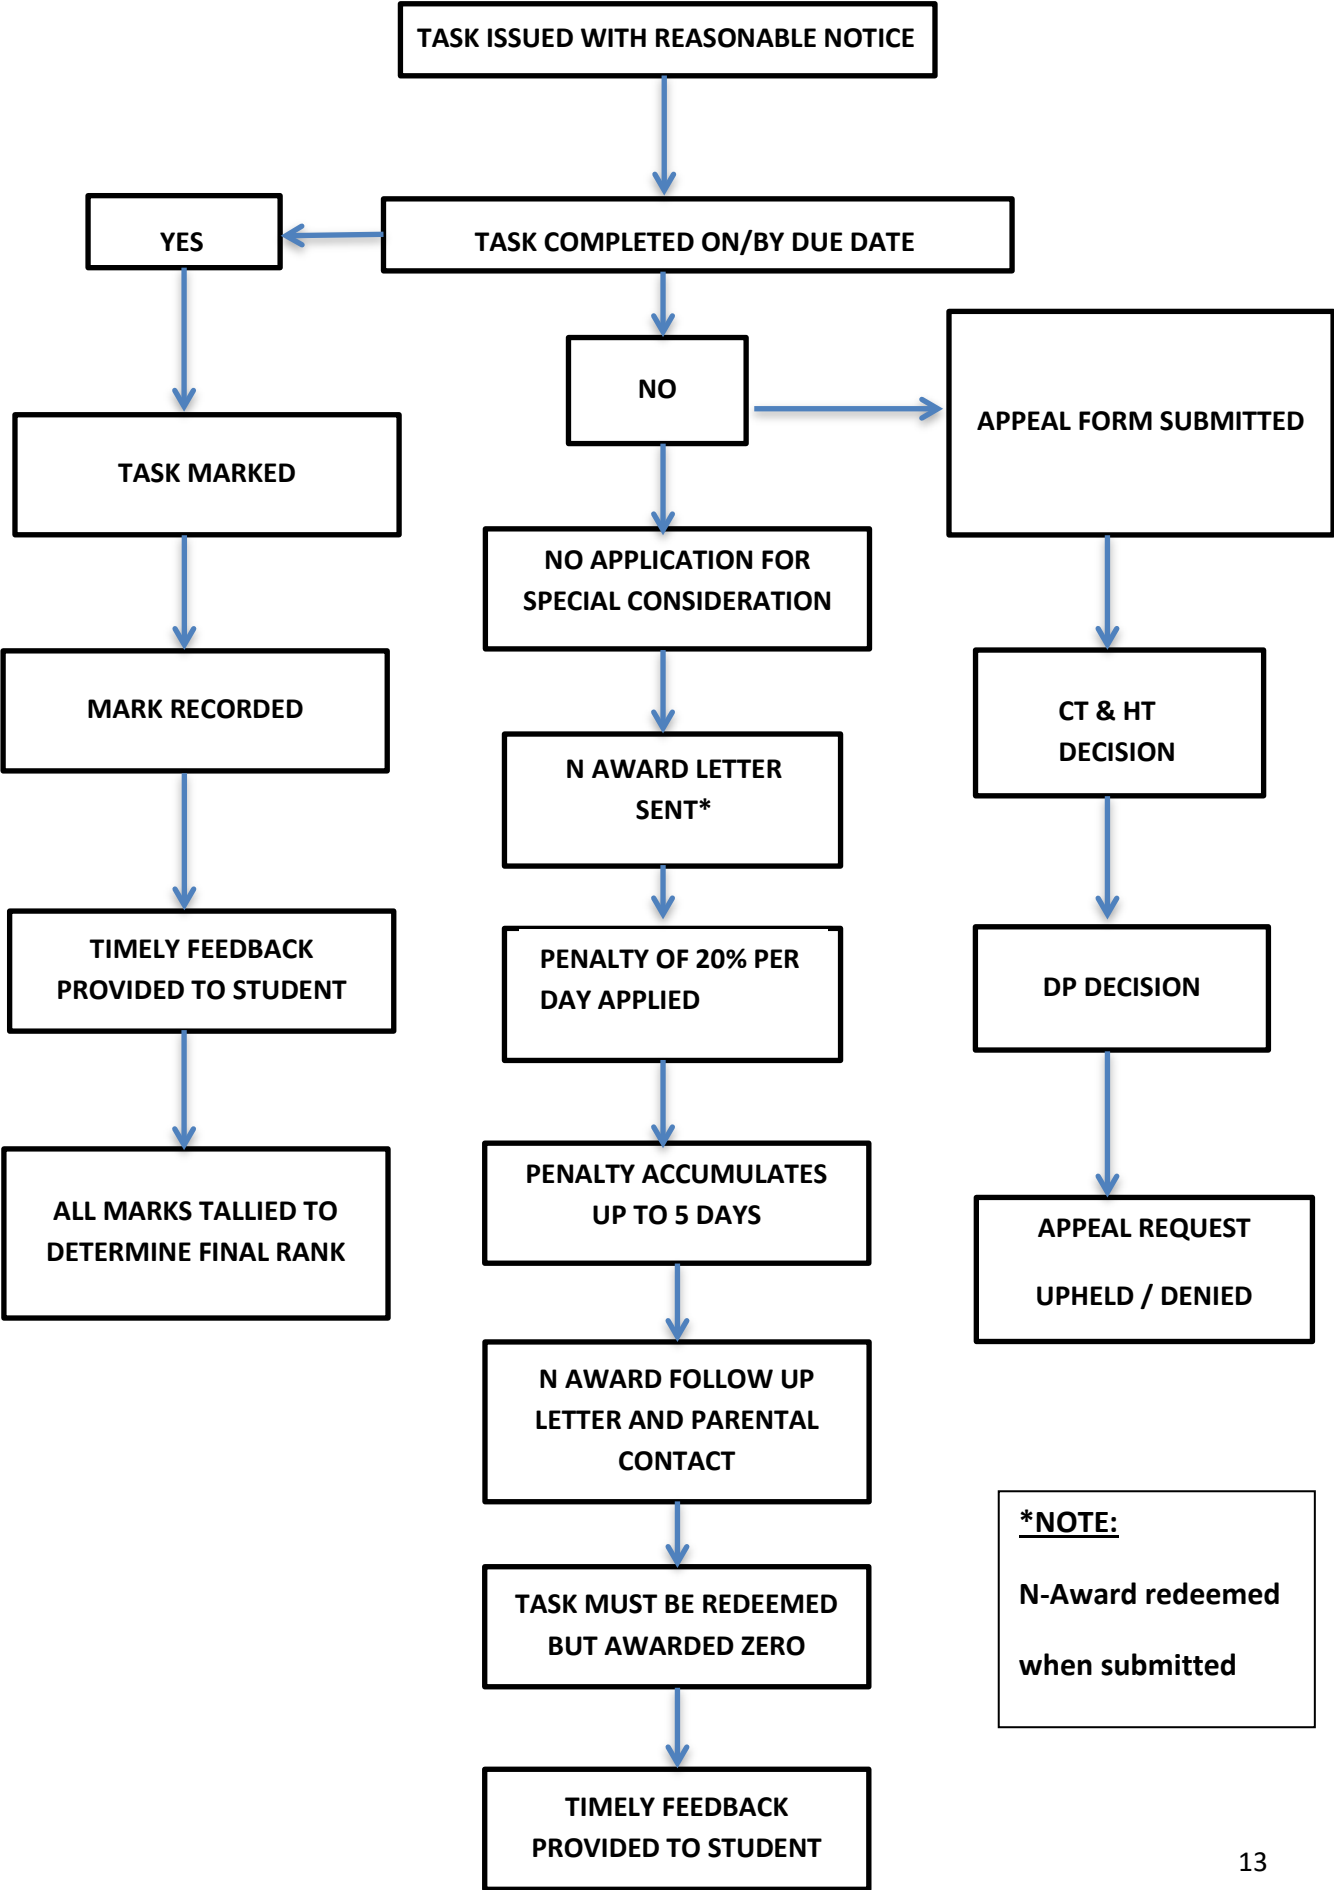 TASK ISSUED WITH REASONABLE NOTICE
YES
TASK COMPLETED ON/BY DUE DATE
NO
APPEAL FORM SUBMITTED
TASK MARKED
NO APPLICATION FOR
SPECIAL CONSIDERATION
MARK RECORDED
CT & HT
DECISION
N AWARD LETTER
SENT*
TIMELY FEEDBACK
PROVIDED TO STUDENT
PENALTY OF 20% PER
DAY APPLIED
DP DECISION
ALL MARKS TALLIED TO
DETERMINE FINAL RANK
PENALTY ACCUMULATES
UP TO 5 DAYS
APPEAL REQUEST
UPHELD / DENIED
N AWARD FOLLOW UP
LETTER AND PARENTAL
CONTACT
*NOTE:
N-Award redeemed
when submitted
TASK MUST BE REDEEMED
BUT AWARDED ZERO
TIMELY FEEDBACK
PROVIDED TO STUDENT
13